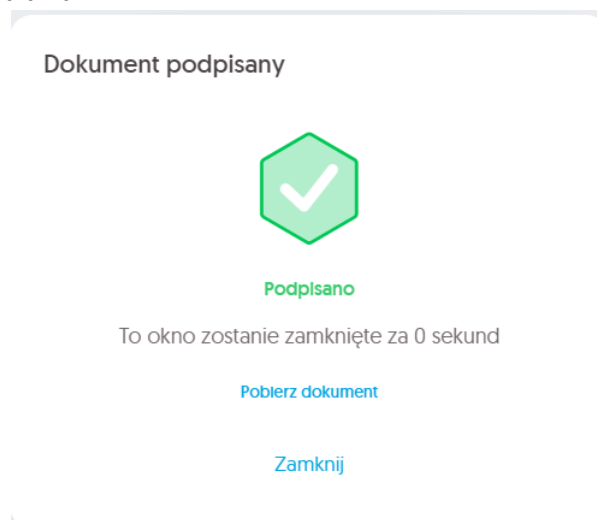 Dokument podpisany
Podpisano
To okno zostanie zamknięte za 0 sekund
Pobierz dokument
Zamknij